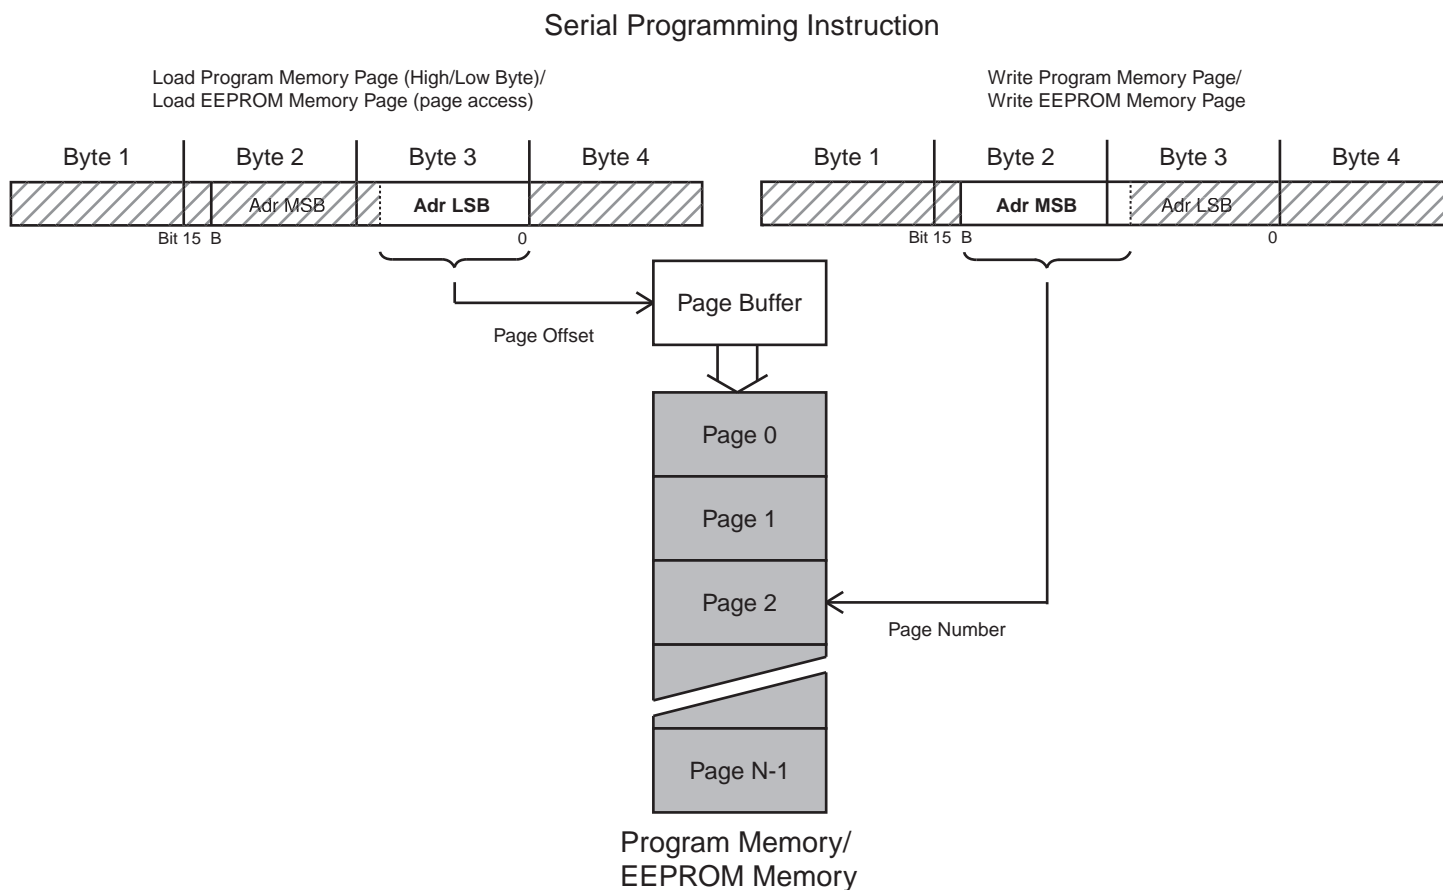 Serial Programming Instruction
Load Program Memory Page (High/Low Byte)/
Load EEPROM Memory Page (page access)
Write Program Memory Page/
Write EEPROM Memory Page
Byte 1 Byte 2 Byte 3 Byte 4
Adr MSB Adr LSB
Bit 15 B 0
Byte 1 Byte 2 Byte 3 Byte 4
Adr MSB Adr LSB
Bit 15 B 0
Page Buffer
Page Offset
Page 0
Page 1
Page 2
Page Number
Page N-1
Program Memory/
EEPROM Memory